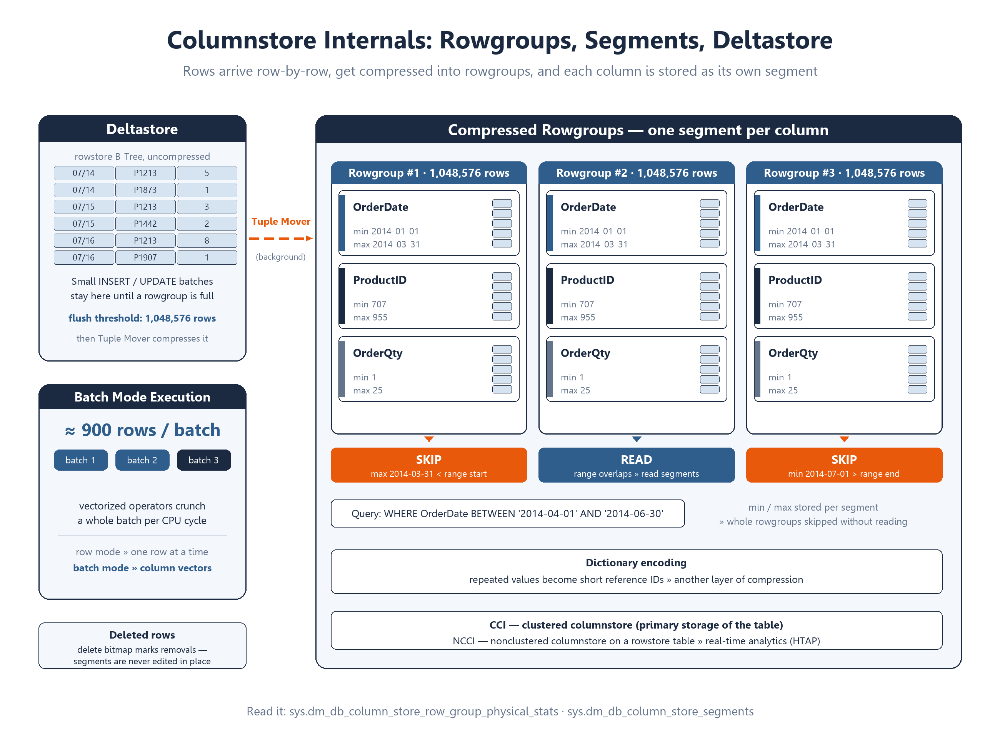 Columnstore Internals: Rowgroups, Segments, Deltastore
Rows arrive row-by-row, get compressed into rowgroups, and each column is stored as its own segment
Deltastore
rowstore B-Tree, uncompressed
07/14 P1213 5
07/14 P1873 1
07/15 P1213 3
07/15 P1442 2
07/16 P1213 8
07/16 P1907 1
Small INSERT / UPDATE batches
stay here until a rowgroup is full
flush threshold: 1,048,576 rows
then Tuple Mover compresses it
Tuple Mover
(background)
Batch Mode Execution
≈ 900 rows / batch
batch 1 batch 2 batch 3
vectorized operators crunch
a whole batch per CPU cycle
row mode » one row at a time
batch mode » column vectors
Deleted rows
delete bitmap marks removals —
segments are never edited in place
Compressed Rowgroups — one segment per column
Rowgroup #1 · 1,048,576 rows
OrderDate
min 2014-01-01
max 2014-03-31
ProductID
min 707
max 955
OrderQty
min 1
max 25
SKIP
max 2014-03-31 < range start
Rowgroup #2 · 1,048,576 rows
OrderDate
min 2014-01-01
max 2014-03-31
ProductID
min 707
max 955
OrderQty
min 1
max 25
READ
range overlaps » read segments
Rowgroup #3 · 1,048,576 rows
OrderDate
min 2014-01-01
max 2014-03-31
ProductID
min 707
max 955
OrderQty
min 1
max 25
SKIP
min 2014-07-01 > range end
Query: WHERE OrderDate BETWEEN '2014-04-01' AND '2014-06-30'
min / max stored per segment
» whole rowgroups skipped without reading
Dictionary encoding
repeated values become short reference IDs » another layer of compression
CCI — clustered columnstore (primary storage of the table)
NCCI — nonclustered columnstore on a rowstore table » real-time analytics (HTAP)
Read it: sys.dm_db_column_store_row_group_physical_stats · sys.dm_db_column_store_segments